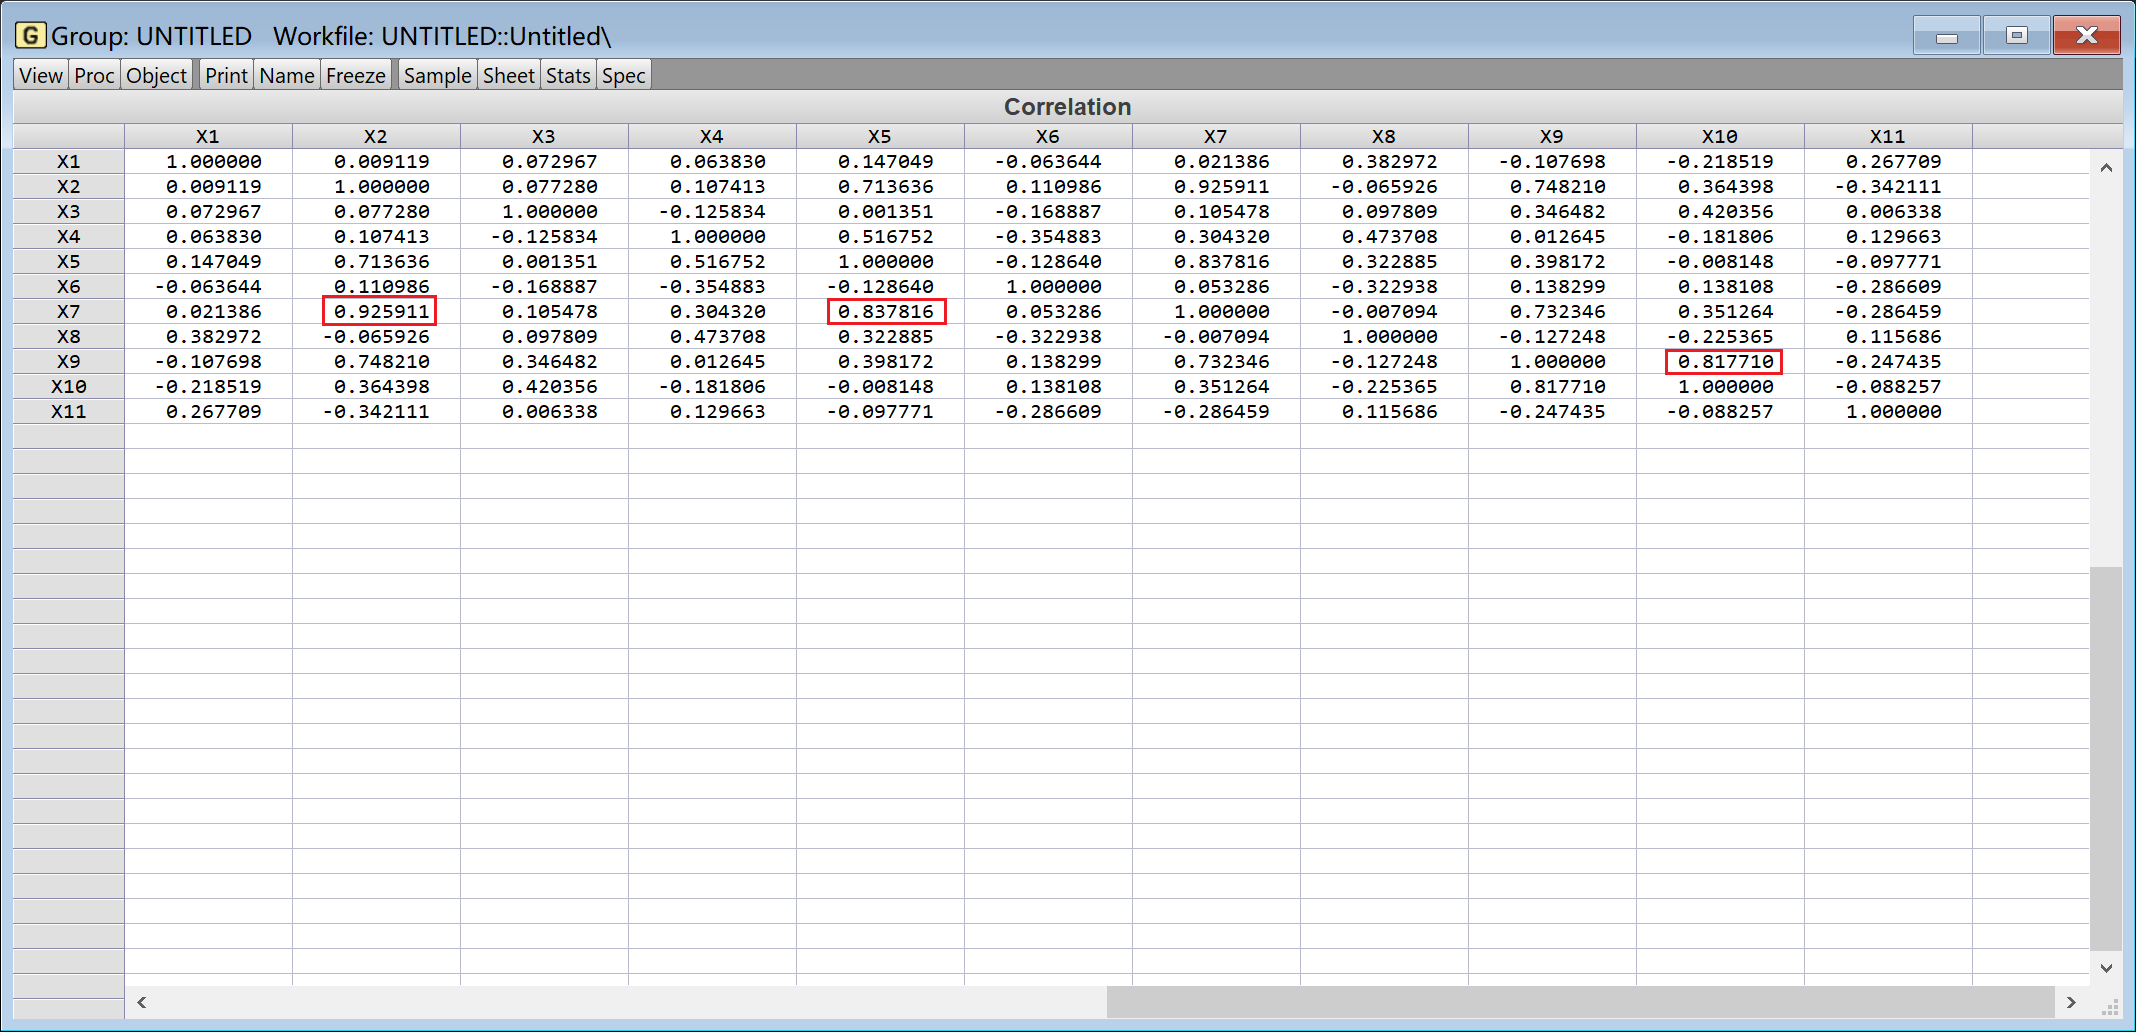 G Group: UNTITLED Workfile: UNTITLED::Untitled\
View Proc Object Print Name Freeze Sample Sheet Stats Spec
Correlation
X1 X2 X3 X4 X5 X6 X7 X8 X9 X10 X11
X1 1.000000 0.009119 0.072967 0.063830 0.147049 -0.063644 0.021386 0.382972 -0.107698 -0.218519 0.267709
X2 0.009119 1.000000 0.077280 0.107413 0.713636 0.110986 0.925911 -0.065926 0.748210 0.364398 -0.342111
X3 0.072967 0.077280 1.000000 -0.125834 0.001351 -0.168887 0.105478 0.097809 0.346482 0.420356 0.006338
X4 0.063830 0.107413 -0.125834 1.000000 0.516752 -0.354883 0.304320 0.473708 0.012645 -0.181806 0.129663
X5 0.147049 0.713636 0.001351 0.516752 1.000000 -0.128640 0.837816 0.322885 0.398172 -0.008148 -0.097771
X6 -0.063644 0.110986 -0.168887 -0.354883 -0.128640 1.000000 0.053286 -0.322938 0.138299 0.138108 -0.286609
X7 0.021386 0.925911 0.105478 0.304320 0.837816 0.053286 1.000000 -0.007094 0.732346 0.351264 -0.286459
X8 0.382972 -0.065926 0.097809 0.473708 0.322885 -0.322938 -0.007094 1.000000 -0.127248 -0.225365 0.115686
X9 -0.107698 0.748210 0.346482 0.012645 0.398172 0.138299 0.732346 -0.127248 1.000000 0.817710 -0.247435
X10 -0.218519 0.364398 0.420356 -0.181806 -0.008148 0.138108 0.351264 -0.225365 0.817710 1.000000 -0.088257
X11 0.267709 -0.342111 0.006338 0.129663 -0.097771 -0.286609 -0.286459 0.115686 -0.247435 -0.088257 1.000000